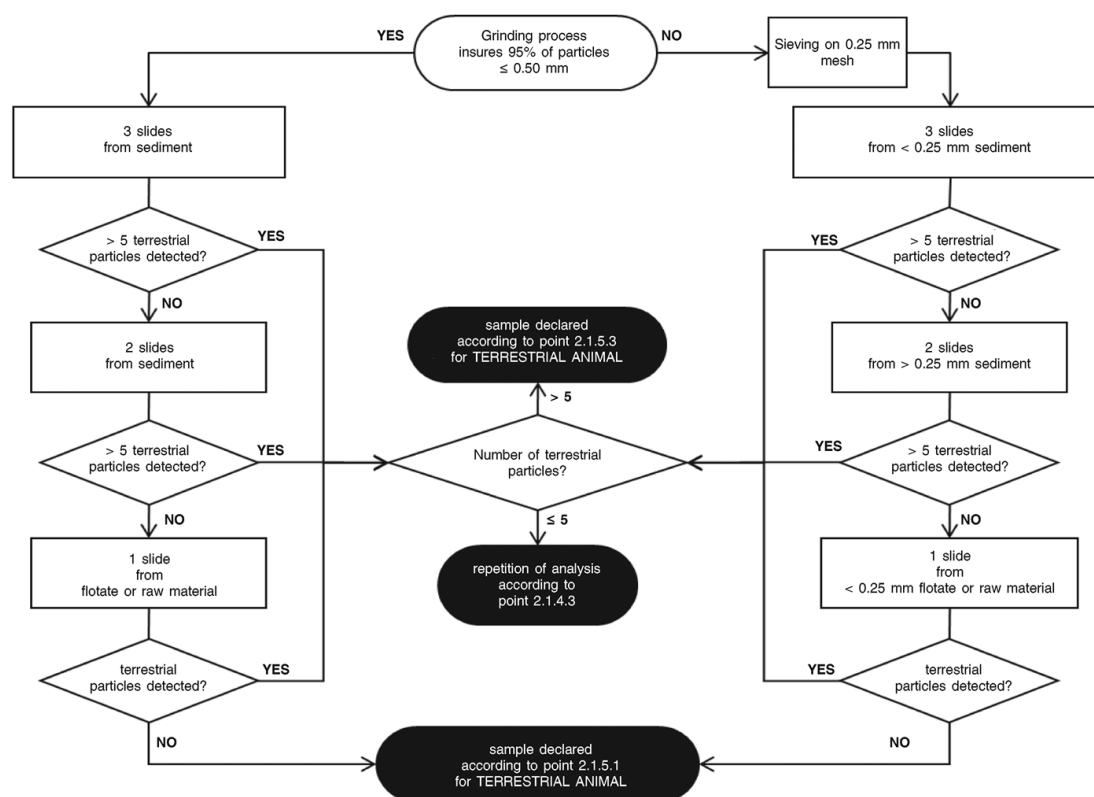 YES
Grinding process
insures 95% of particles
≤ 0.50 mm
NO
Sieving on 0.25 mm
mesh
3 slides
from sediment
3 slides
from < 0.25 mm sediment
> 5 terrestrial
particles detected?
YES
YES
> 5 terrestrial
particles detected?
NO
NO
2 slides
from sediment
sample declared
according to point 2.1.5.3
for TERRESTRIAL ANIMAL
2 slides
from > 0.25 mm sediment
> 5
> 5 terrestrial
particles detected?
YES
Number of terrestrial
particles?
YES
> 5 terrestrial
particles detected?
NO
≤ 5
NO
1 slide
from
flotate or raw material
repetition of analysis
according to
point 2.1.4.3
1 slide
from
< 0.25 mm flotate or raw material
terrestrial
particles detected?
YES
YES
terrestrial
particles detected?
NO
NO
sample declared
according to point 2.1.5.1
for TERRESTRIAL ANIMAL